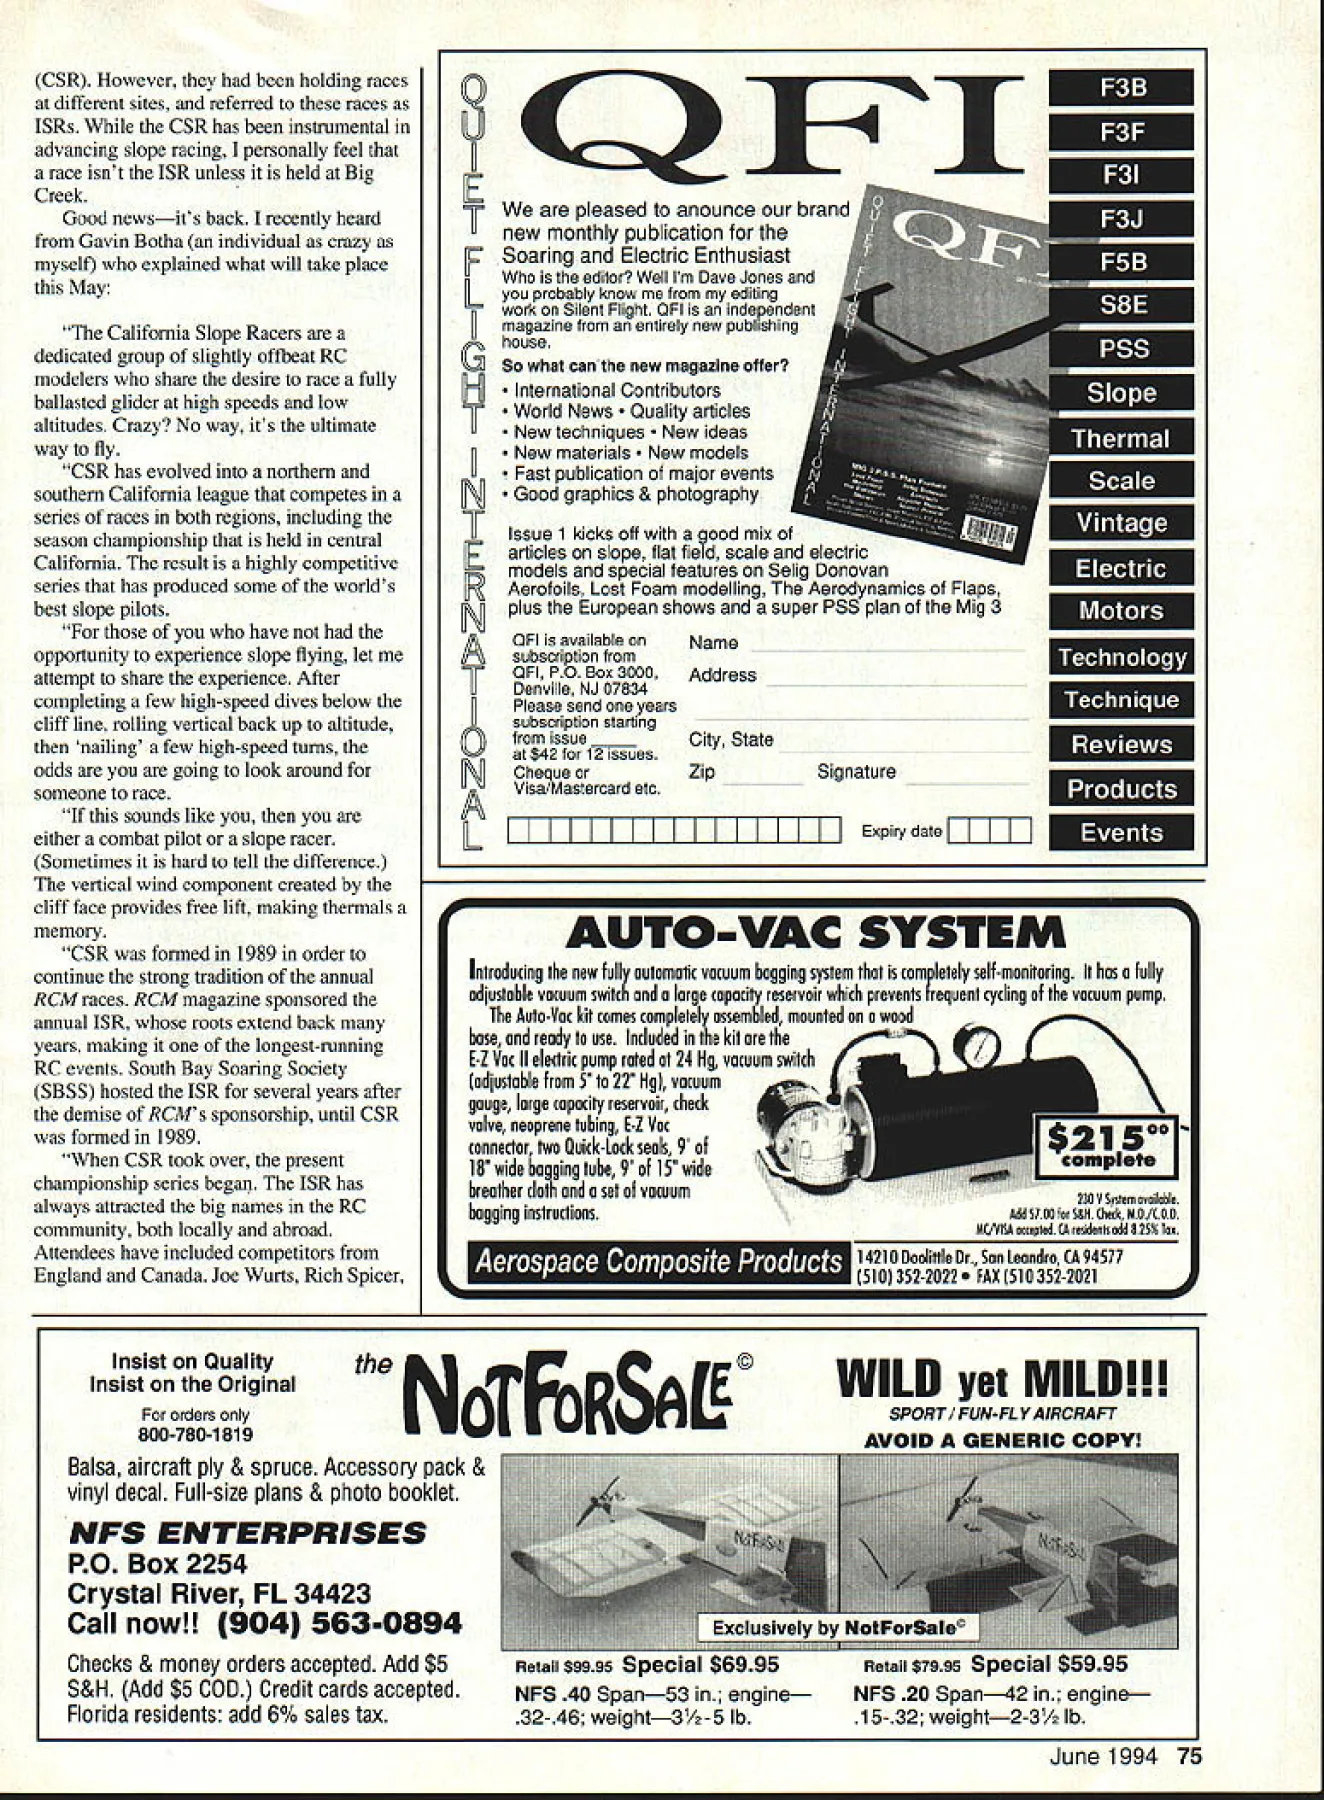 (CSR). However, they had been holding races
at different sites, and referred to these races as
ISRs. While the CSR has been instrumental in
advancing slope racing, I personally feel that
a race isn't the ISR unless it is held at Big
Creek.
Good news—it's back. I recently heard
from Gavin Botha (an individual as crazy as
myself) who explained what will take place
this May:
"The California Slope Racers are a
dedicated group of slightly offbeat RC
modelers who share the desire to race a fully
ballasted glider at high speeds and low
altitudes. Crazy? No way, it's the ultimate
way to fly.
"CSR has evolved into a northern and
southern California league that competes in a
series of races in both regions, including the
season championship that is held in central
California. The result is a highly competitive
series that has produced some of the world's
best slope pilots.
"For those of you who have not had the
opportunity to experience slope flying, let me
attempt to share the experience. After
completing a few high-speed dives below the
cliff line, rolling vertical back up to altitude,
then 'nailing' a few high-speed turns, the
odds are you are going to look around for
someone to race.
"If this sounds like you, then you are
either a combat pilot or a slope racer.
(Sometimes it is hard to tell the difference.)
The vertical wind component created by the
cliff face provides free lift, making thermals a
memory.
"CSR was formed in 1989 in order to
continue the strong tradition of the annual
RCM races. RCM magazine sponsored the
annual ISR, whose roots extend back many
years, making it one of the longest-running
RC events. South Bay Soaring Society
(SBSS) hosted the ISR for several years after
the demise of RCM's sponsorship, until CSR
was formed in 1989.
"When CSR took over, the present
championship series began. The ISR has
always attracted the big names in the RC
community, both locally and abroad.
Attendees have included competitors from
England and Canada. Joe Wurts, Rich Spicer,
QUIET FLIGHT INTERNATIONAL
QFI
We are pleased to anounce our brand
new monthly publication for the
Soaring and Electric Enthusiast
Who is the editor? Well I'm Dave Jones and
you probably know me from my editing
work on Silent Flight. QFI is an independent
magazine from an entirely new publishing
house.
So what can the new magazine offer?
• International Contributors
• World News • Quality articles
• New techniques • New ideas
• New materials • New models
• Fast publication of major events
• Good graphics & photography
QUIET FLIGHT INTERNATIONAL
QFI
Issue 1 kicks off with a good mix of
articles on slope, flat field, scale and electric
models and special features on Selig Donovan
Aerofoils, Lost Foam modelling, The Aerodynamics of Flaps,
plus the European shows and a super PSS plan of the Mig 3
QFI is available on
subscription from
QFI, P.O. Box 3000,
Denville, NJ 07834
Please send one years
subscription starting
from issue
at $42 for 12 issues.
Cheque or
Visa/Mastercard etc.
Name
Address
City, State
Zip Signature
Expiry date
F3B
F3F
F3I
F3J
F5B
S8E
PSS
Slope
Thermal
Scale
Vintage
Electric
Motors
Technology
Technique
Reviews
Products
Events
AUTO-VAC SYSTEM
Introducing the new fully automatic vacuum bagging system that is completely self-monitoring. It has a fully
adjustable vacuum switch and a large capacity reservoir which prevents frequent cycling of the vacuum pump.
The Auto-Vac kit comes completely assembled, mounted on a wood
base, and ready to use. Included in the kit are the
E-Z Vac II electric pump rated at 24 Hg, vacuum switch
(adjustable from 5" to 22" Hg), vacuum
gauge, large capacity reservoir, check
valve, neoprene tubing, E-Z Vac
connector, two Quick-Lock seals, 9' of
18" wide bagging tube, 9' of 15" wide
breather cloth and a set of vacuum
bagging instructions.
$215⁰⁰
complete
230 V System available.
Add $7.00 for S&H. Check, M.O./C.O.D.
MC/VISA accepted. CA residents add 8.25% Tax.
Aerospace Composite Products
14210 Doolittle Dr., San Leandro, CA 94577
(510) 352-2022 • FAX (510 352-2021
Insist on Quality
Insist on the Original
For orders only
800-780-1819
the NOTFORSALE©
WILD yet MILD!!!
SPORT / FUN-FLY AIRCRAFT
AVOID A GENERIC COPY!
Balsa, aircraft ply & spruce. Accessory pack &
vinyl decal. Full-size plans & photo booklet.
NFS ENTERPRISES
P.O. Box 2254
Crystal River, FL 34423
Call now!! (904) 563-0894
Checks & money orders accepted. Add $5
S&H. (Add $5 COD.) Credit cards accepted.
Florida residents: add 6% sales tax.
NotForSale
NotForSale
Exclusively by NotForSale©
Retail $99.95 Special $69.95
NFS .40 Span—53 in.; engine—
.32-.46; weight—3½-5 lb.
Retail $79.95 Special $59.95
NFS .20 Span—42 in.; engine—
.15-.32; weight—2-3½ lb.
June 1994 75